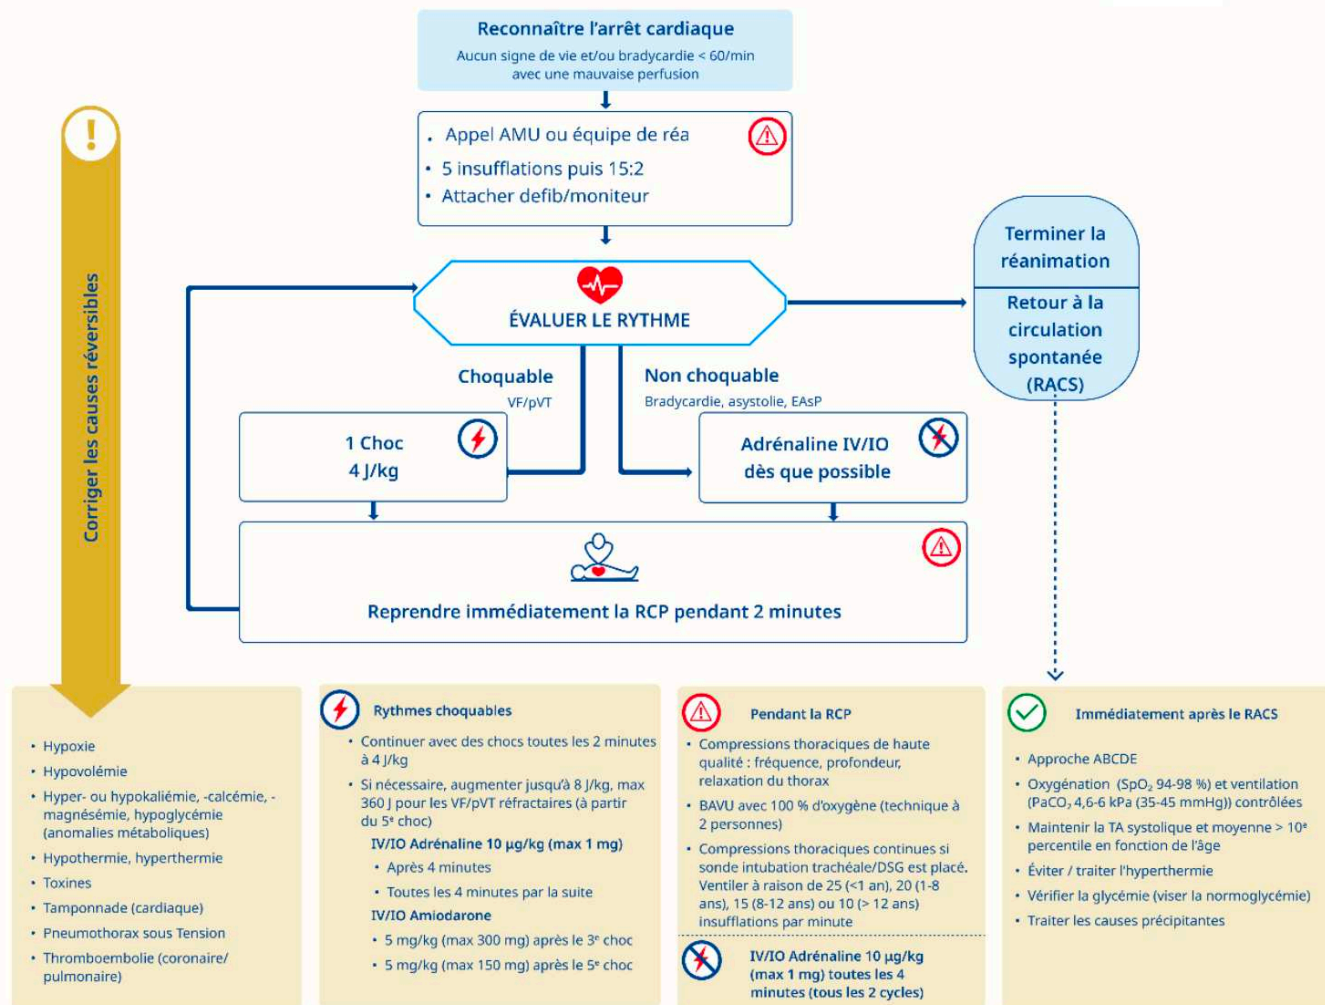 Reconnaître l'arrêt cardiaque
Aucun signe de vie et/ou bradycardie < 60/min
avec une mauvaise perfusion
. Appel AMU ou équipe de réa
• 5 insufflations puis 15:2
• Attacher defib/moniteur
!
Corriger les causes réversibles
ÉVALUER LE RYTHME
Terminer la
réanimation
Retour à la
circulation
spontanée
(RACS)
Choquable
VF/pVT
Non choquable
Bradycardie, asystolie, EAsP
1 Choc
4 J/kg
Adrénaline IV/IO
dès que possible
Reprendre immédiatement la RCP pendant 2 minutes
• Hypoxie
• Hypovolémie
• Hyper- ou hypokaliémie, -calcémie, -
magnésémie, hypoglycémie
(anomalies métaboliques)
• Hypothermie, hyperthermie
• Toxines
• Tamponnade (cardiaque)
• Pneumothorax sous Tension
• Thromboembolie (coronaire/
pulmonaire)
Rythmes choquables
• Continuer avec des chocs toutes les 2 minutes
à 4 J/kg
• Si nécessaire, augmenter jusqu'à 8 J/kg, max
360 J pour les VF/pVT réfractaires (à partir
du 5ᵉ choc)
IV/IO Adrénaline 10 µg/kg (max 1 mg)
• Après 4 minutes
• Toutes les 4 minutes par la suite
IV/IO Amiodarone
• 5 mg/kg (max 300 mg) après le 3ᵉ choc
• 5 mg/kg (max 150 mg) après le 5ᵉ choc
Pendant la RCP
• Compressions thoraciques de haute
qualité : fréquence, profondeur,
relaxation du thorax
• BAVU avec 100 % d'oxygène (technique à
2 personnes)
• Compressions thoraciques continues si
sonde intubation trachéale/DSG est placé.
Ventiler à raison de 25 (<1 an), 20 (1-8
ans), 15 (8-12 ans) ou 10 (> 12 ans)
insufflations par minute
IV/IO Adrénaline 10 µg/kg
(max 1 mg) toutes les 4
minutes (tous les 2 cycles)
Immédiatement après le RACS
• Approche ABCDE
• Oxygénation (SpO₂ 94-98 %) et ventilation
(PaCO₂ 4,6-6 kPa (35-45 mmHg)) contrôlées
• Maintenir la TA systolique et moyenne > 10ᵉ
percentile en fonction de l'âge
• Éviter / traiter l'hyperthermie
• Vérifier la glycémie (viser la normoglycémie)
• Traiter les causes précipitantes